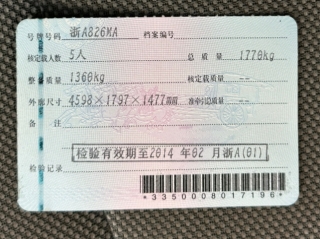 号牌号码 浙A826MA 档案编号
核定载人数 5人 总质量 1770kg
整备质量 1360kg 核定载质量 --
外廓尺寸 4598×1797×1477mm 准牵引总质量 --
备注
检验有效期至2014年02月浙A(01)
检验记录
*3350008017196*